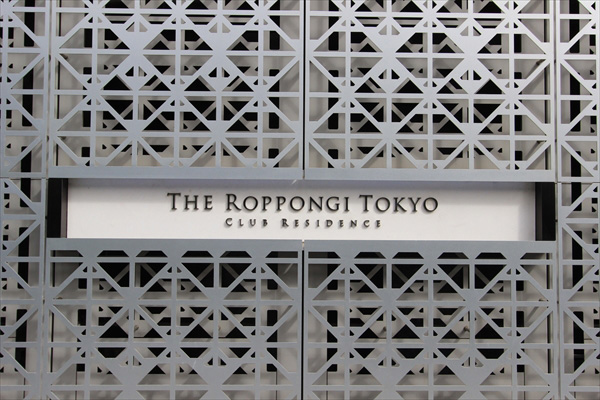 THE ROPPONGI TOKYO
CLUB RESIDENCE